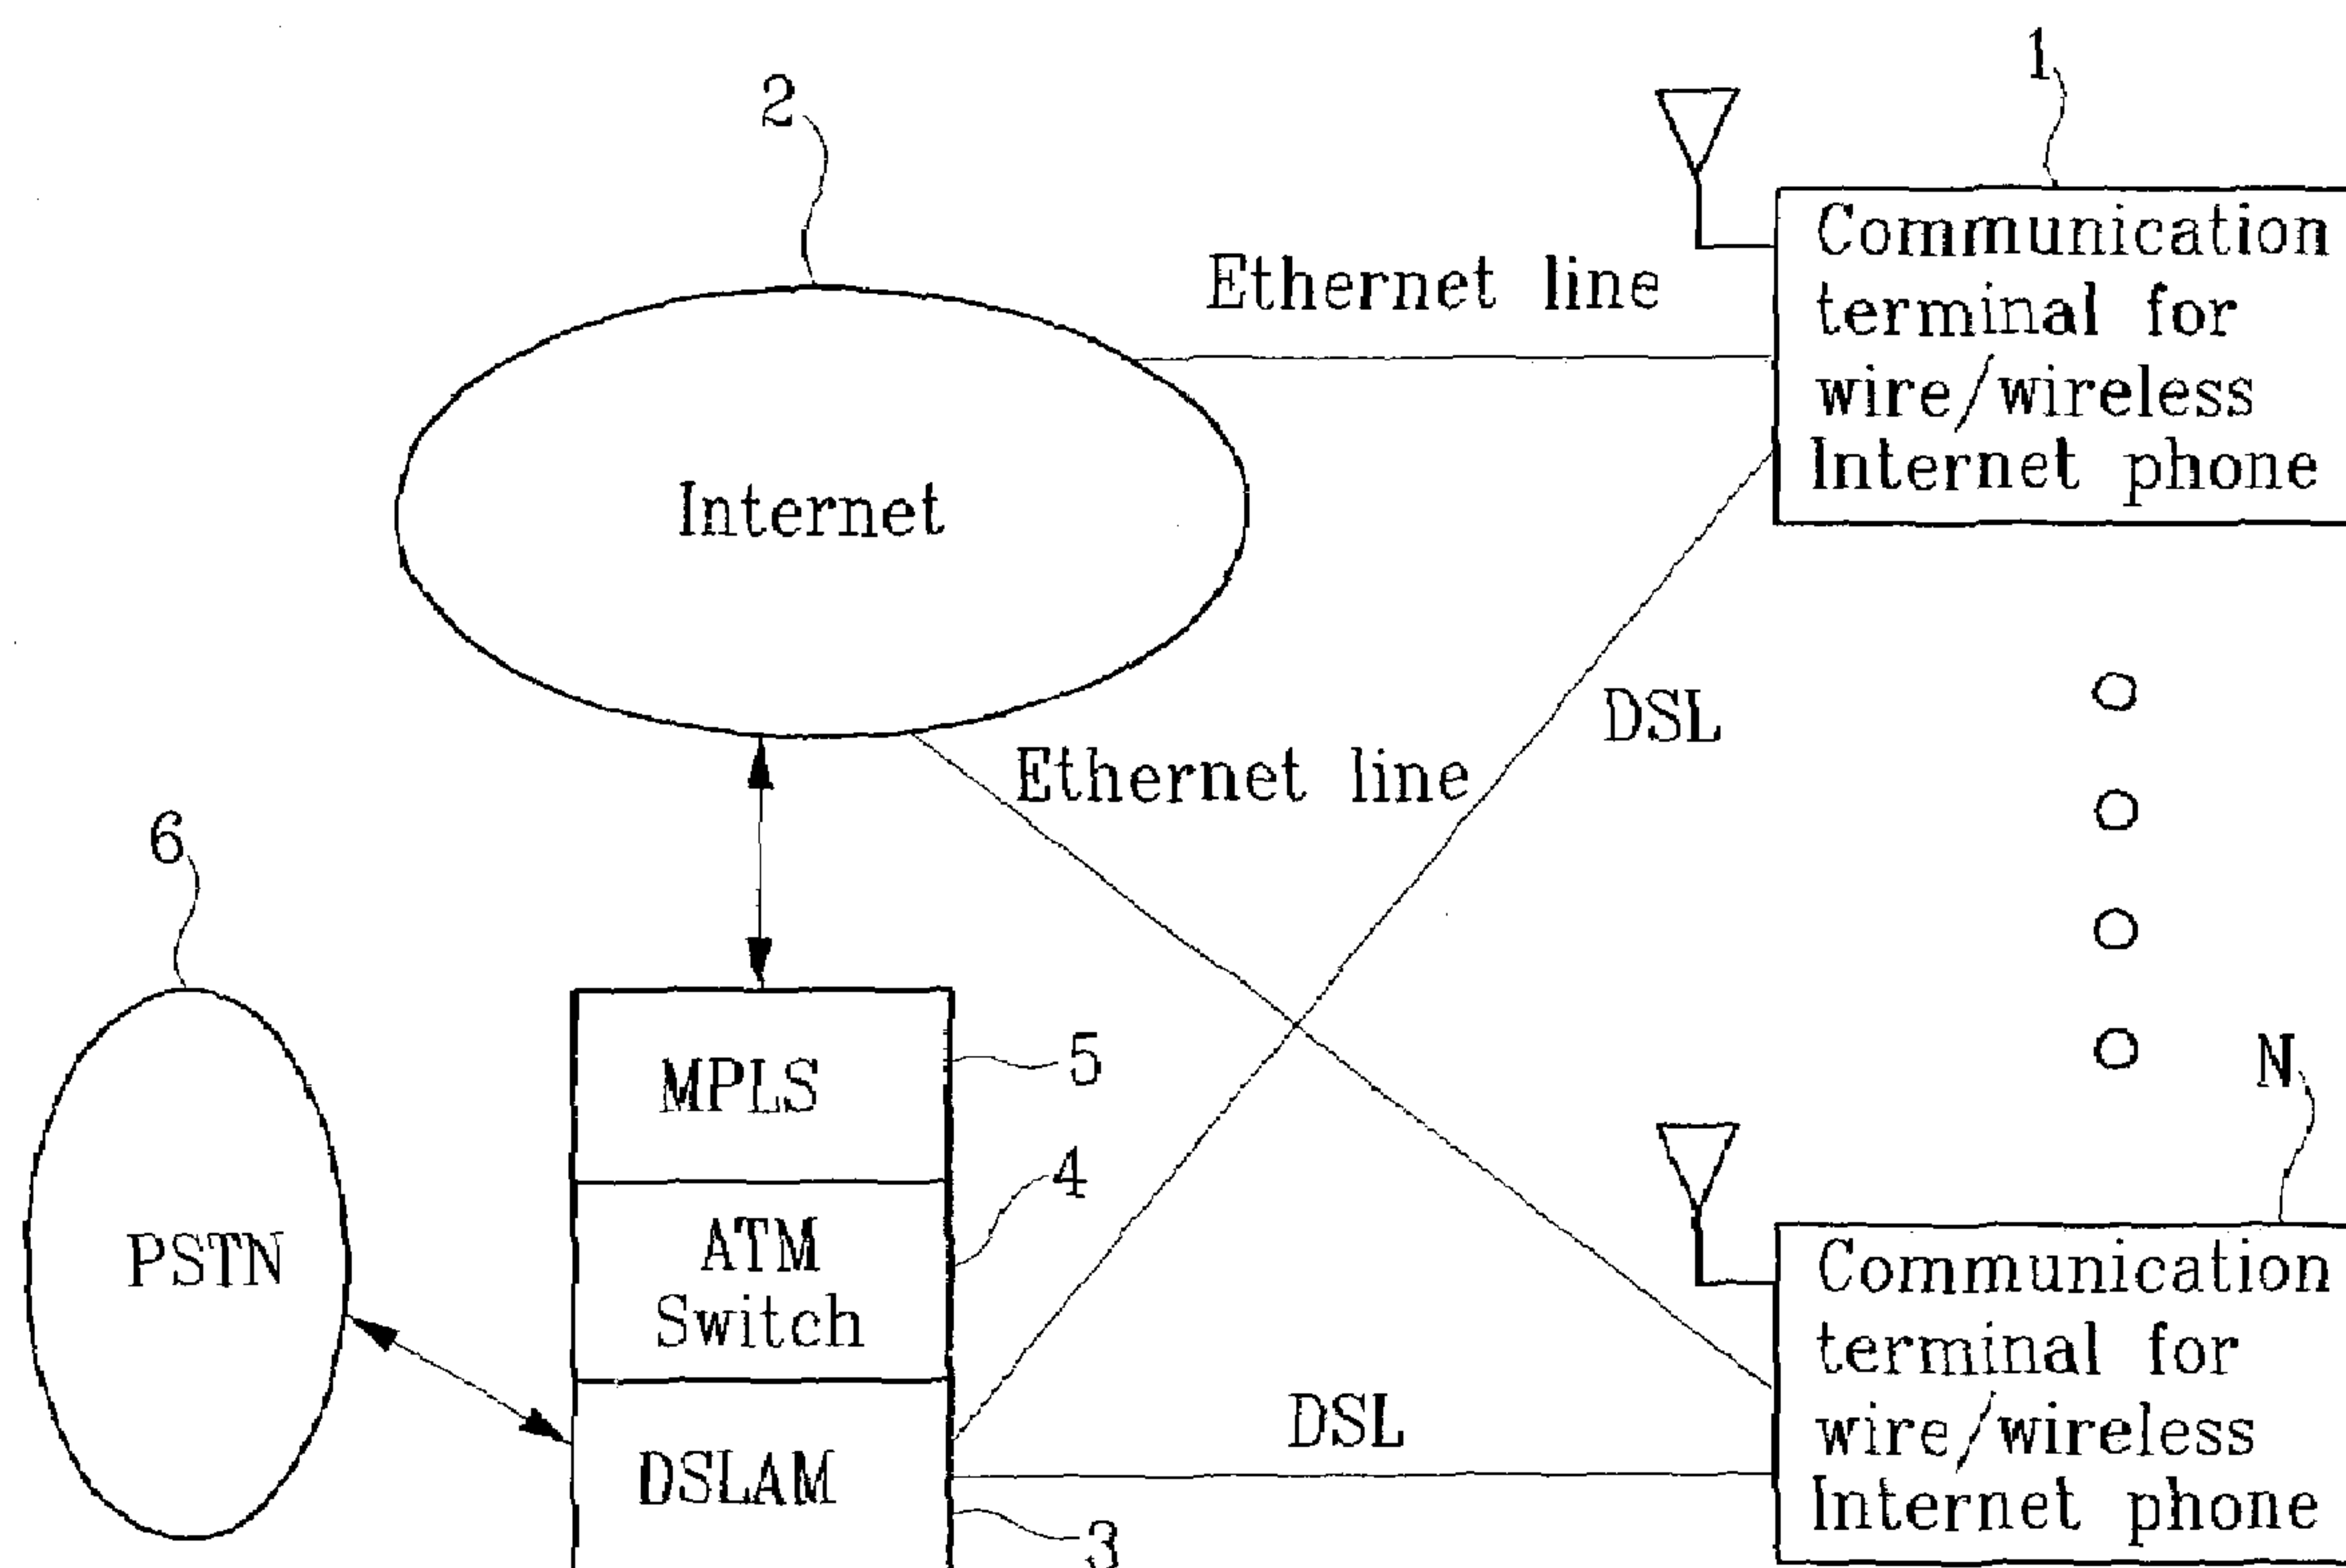 1
2
Communication
terminal for
wire/wireless
Internet phone
Ethernet line
Internet
DSL
Ethernet line
6
N
MPLS
5
4
PSTN
ATM
Switch
Communication
terminal for
wire/wireless
Internet phone
DSL
DSLAM
3